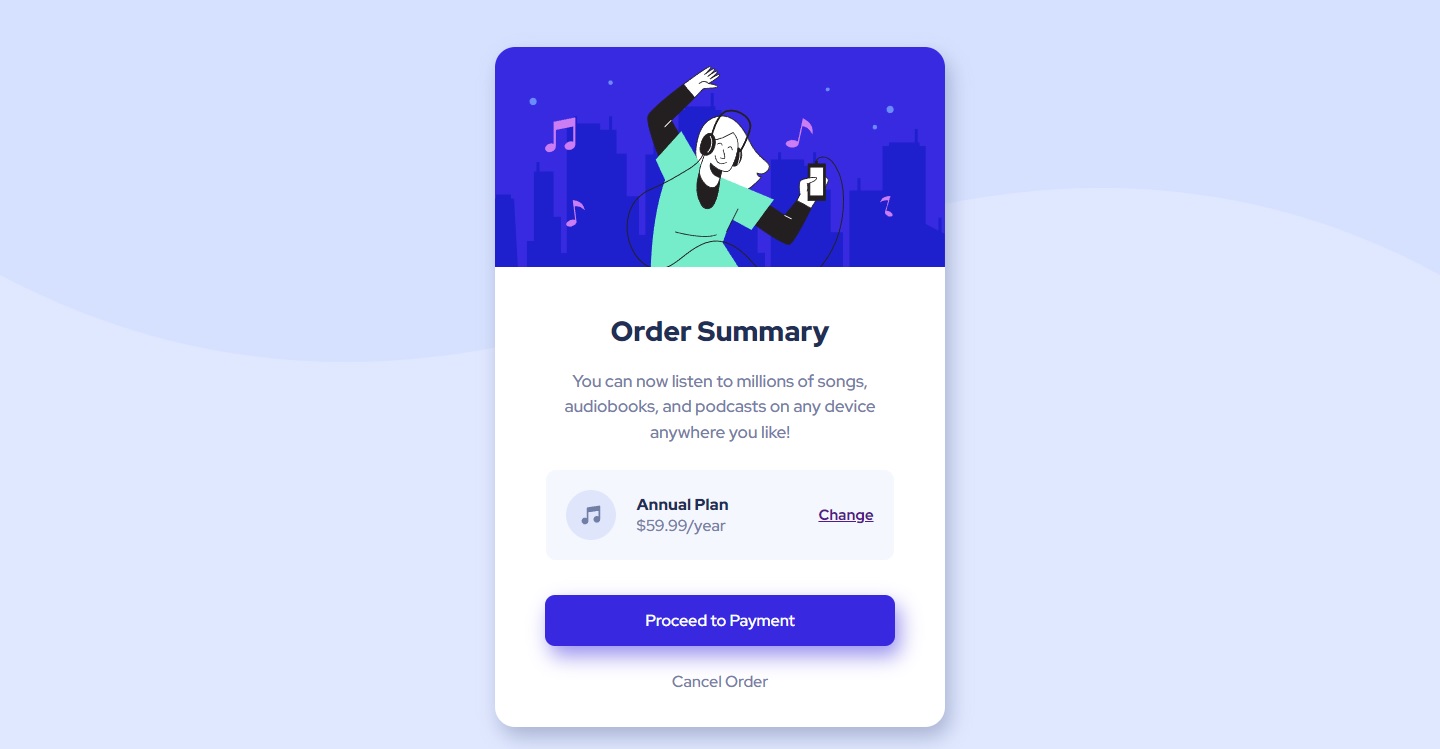 Order Summary
You can now listen to millions of songs,
audiobooks, and podcasts on any device
anywhere you like!
Annual Plan
$59.99/year
Change
Proceed to Payment
Cancel Order